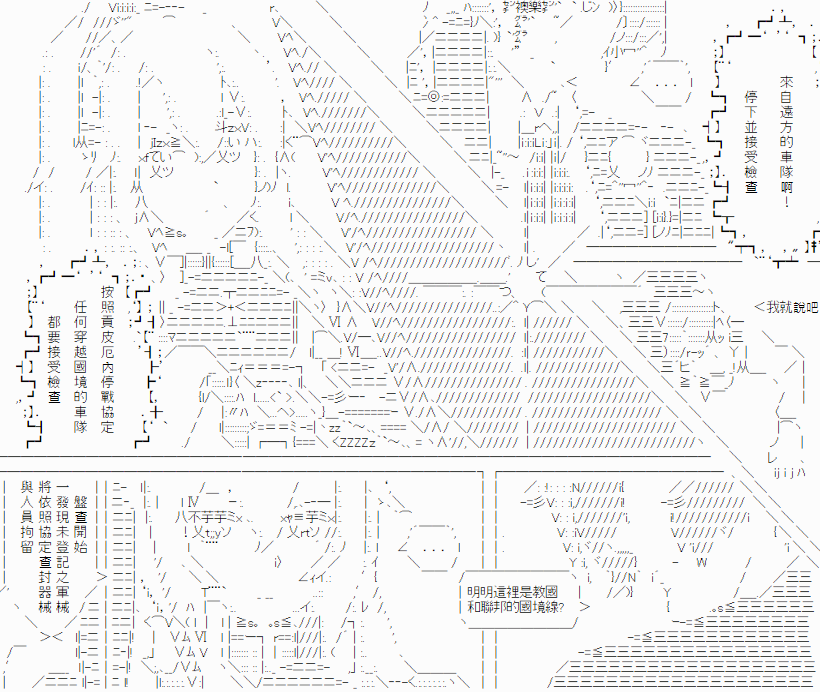 來自遠方的車隊啊！
停下並接受檢查
按照貢皮厄內停戰協定
任何穿越國境的車隊
都要接受檢查
＜我就說吧
盤查開始
一發現未登記之軍械
將依照協定查封器械
與人員拘留
明明這裡是教國
和聯邦的國境線?